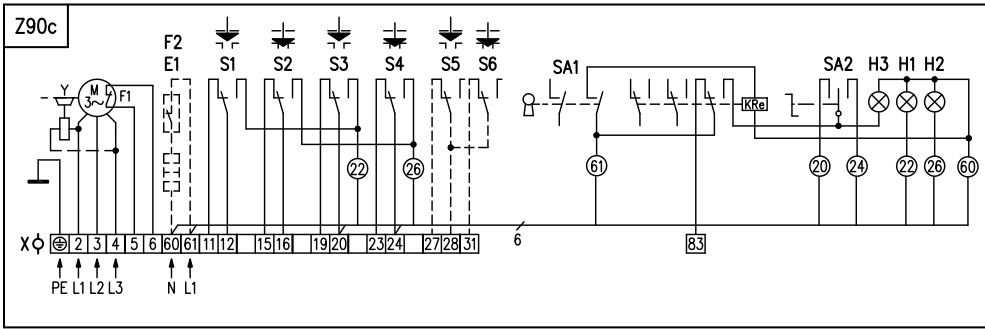 Z90c
F2
E1 S1 S2 S3 S4 S5 S6 SA1 SA2 H3 H1 H2
Y M 3~ F1
KRe
22 26 61 20 24 22 26 60
X 2 3 4 5 6 60 61 11 12 15 16 19 20 23 24 27 28 31 6 83
PE L1 L2 L3 N L1